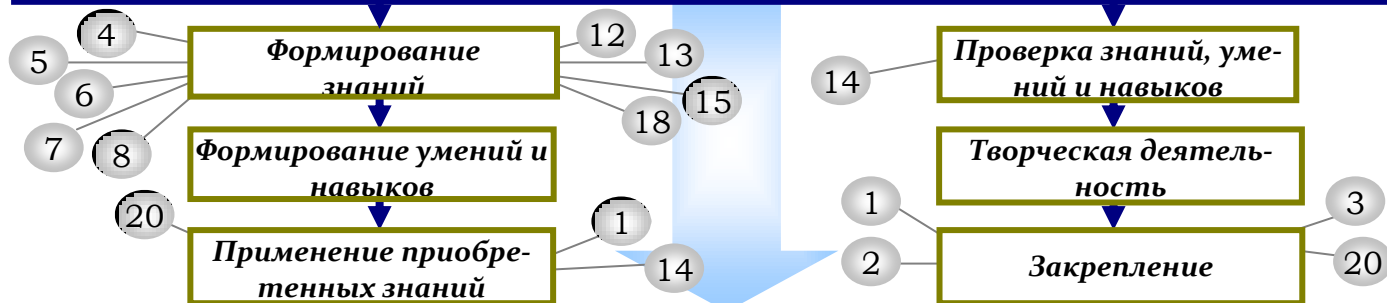 4
5
6
7
8
Формирование
знаний
12
13
15
18
Формирование умений и
навыков
20
Применение приобре-
тенных знаний
1
14
14
Проверка знаний, уме-
ний и навыков
Творческая деятель-
ность
1
2
Закрепление
3
20